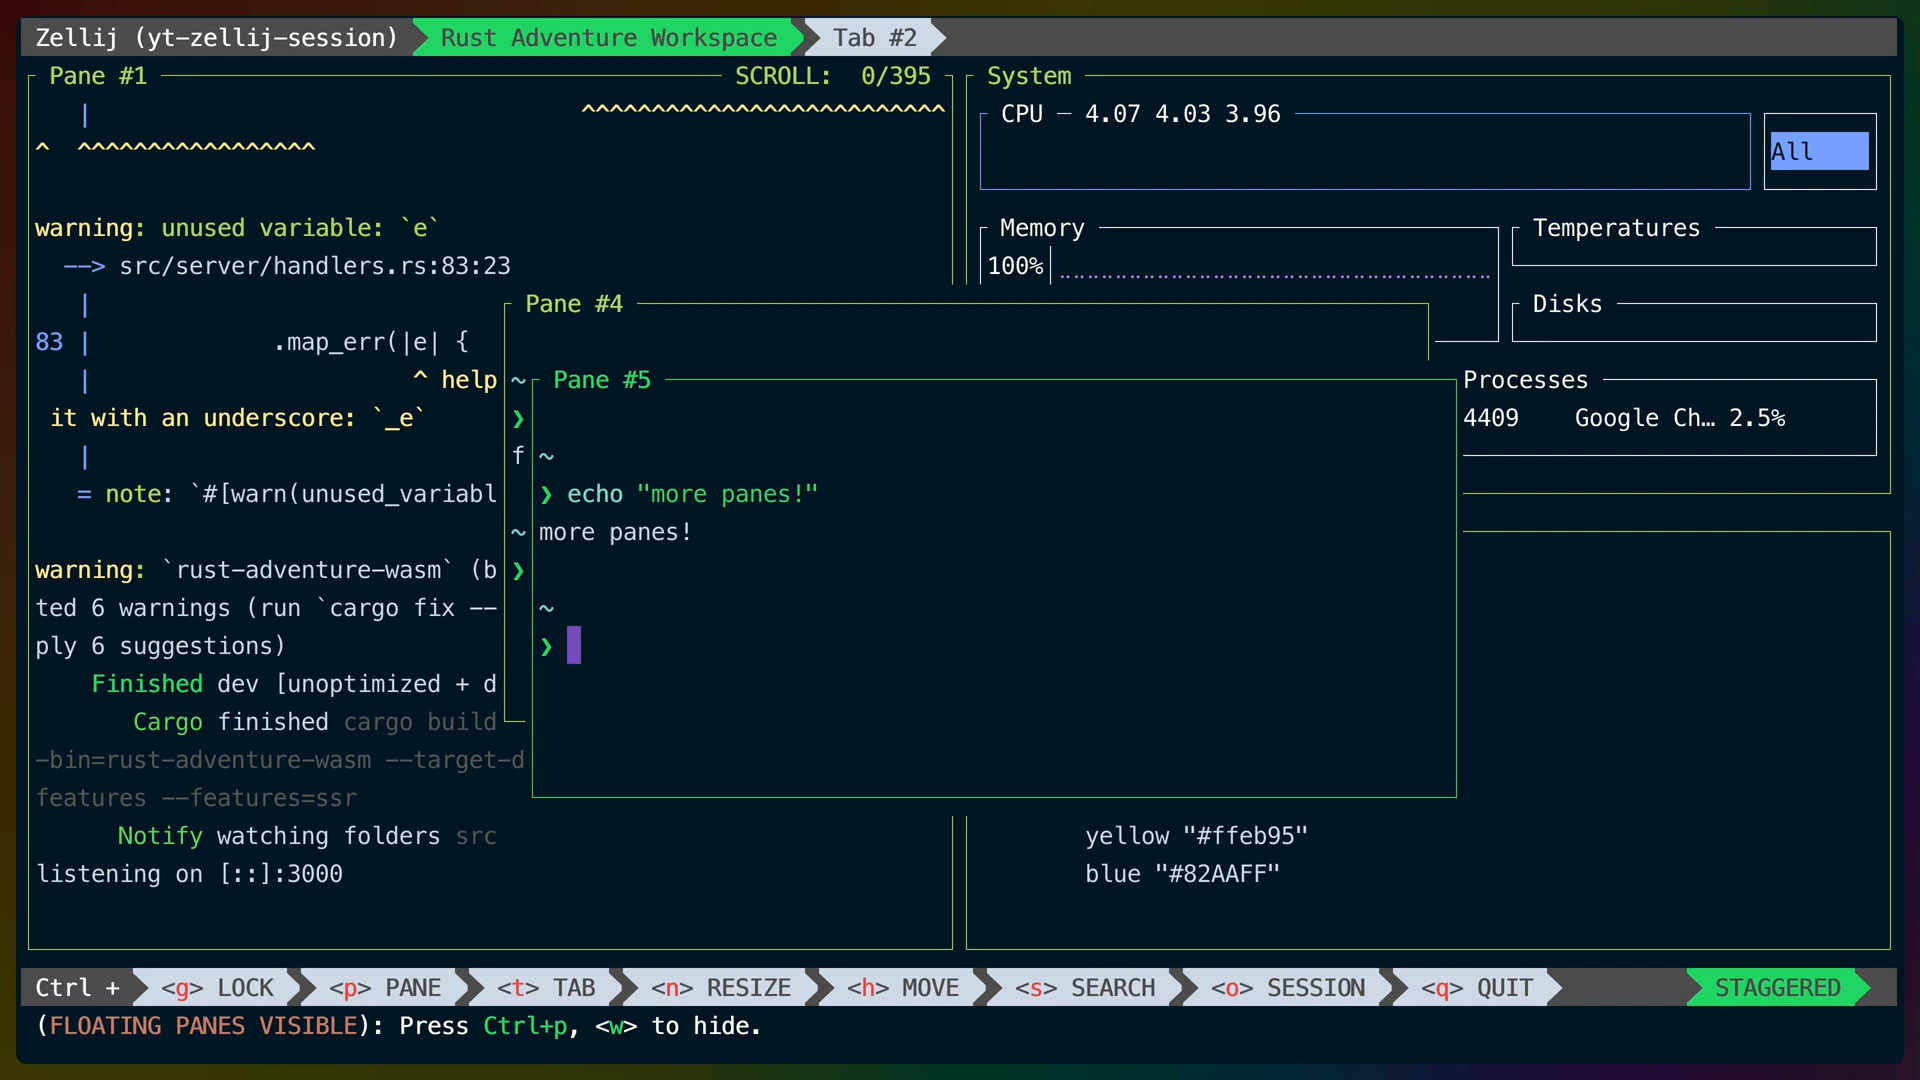 Zellij (yt-zellij-session) Rust Adventure Workspace Tab #2
Pane #1 SCROLL: 0/395
|
^^^^^^^^^^^^^^^^^^^^^^^^^^
^ ^^^^^^^^^^^^^^^^^
warning: unused variable: `e`
--> src/server/handlers.rs:83:23
|
83 | .map_err(|e| {
| ^ help
it with an underscore: `_e`
|
= note: `#[warn(unused_variabl
warning: `rust-adventure-wasm` (b
ted 6 warnings (run `cargo fix --
ply 6 suggestions)
Finished dev [unoptimized + d
Cargo finished cargo build
-bin=rust-adventure-wasm --target-d
features --features=ssr
Notify watching folders src
listening on [::]:3000
Pane #4
~
❯
f
~
❯
Pane #5
~
❯ echo "more panes!"
more panes!
~
❯
System
CPU — 4.07 4.03 3.96
All
Memory
100%
Temperatures
Disks
Processes
4409 Google Ch… 2.5%
yellow "#ffeb95"
blue "#82AAFF"
Ctrl + <g> LOCK <p> PANE <t> TAB <n> RESIZE <h> MOVE <s> SEARCH <o> SESSION <q> QUIT STAGGERED
(FLOATING PANES VISIBLE): Press Ctrl+p, <w> to hide.